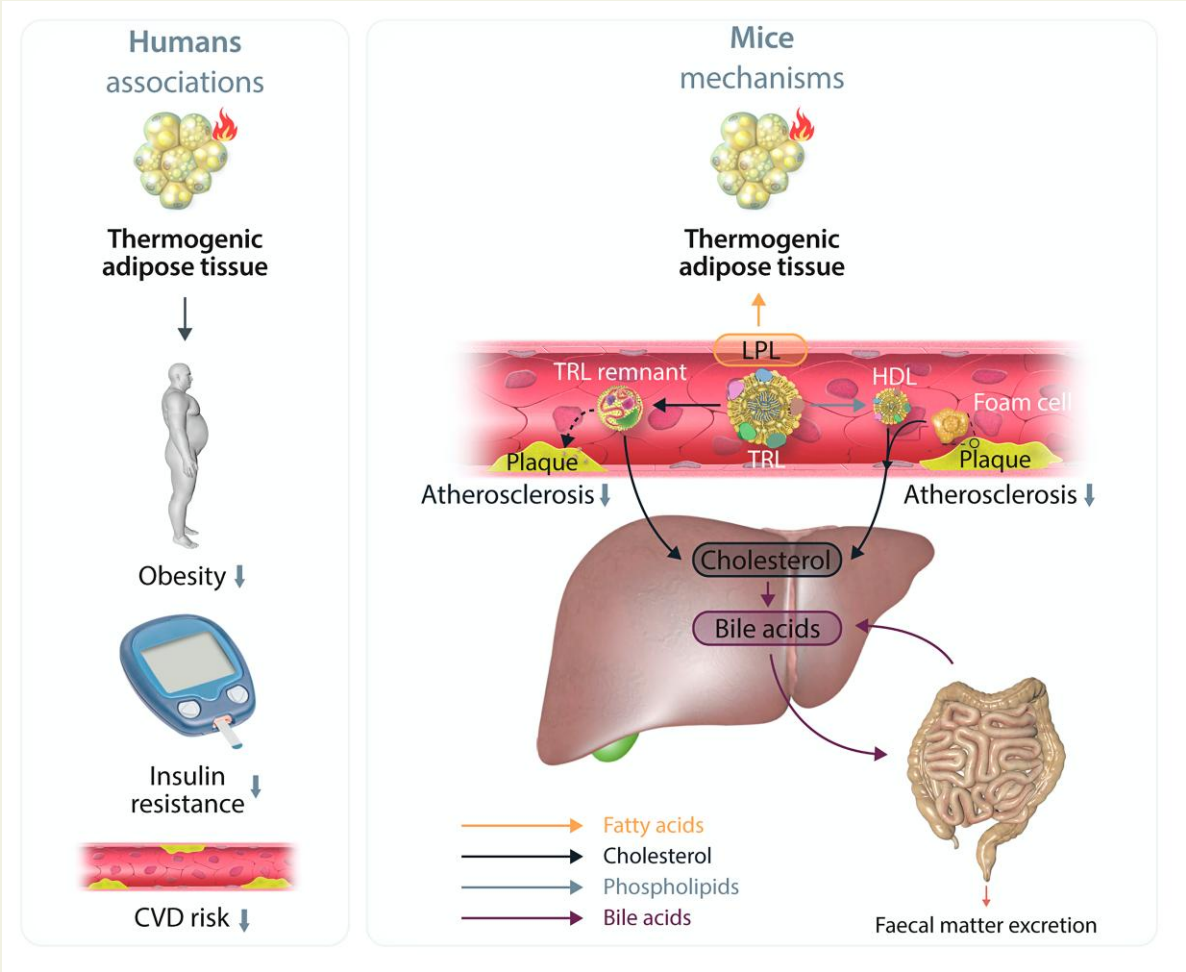 Humans
associations
Thermogenic
adipose tissue
Obesity
Insulin
resistance
CVD risk
Mice
mechanisms
Thermogenic
adipose tissue
LPL
TRL remnant
HDL
Foam cell
Plaque
TRL
Plaque
Atherosclerosis
Atherosclerosis
Cholesterol
Bile acids
Fatty acids
Cholesterol
Phospholipids
Bile acids
Faecal matter excretion